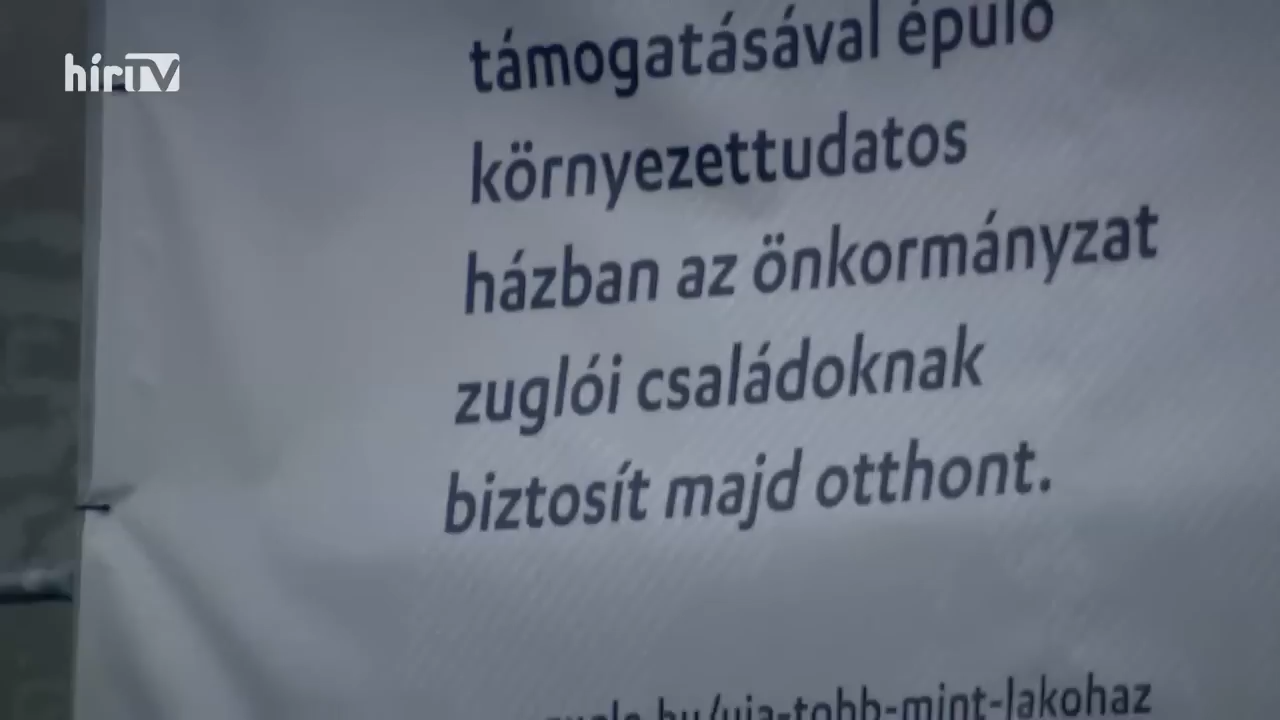 hírTV
támogatásával épülő
környezettudatos
házban az önkormányzat
zuglói családoknak
biztosít majd otthont.